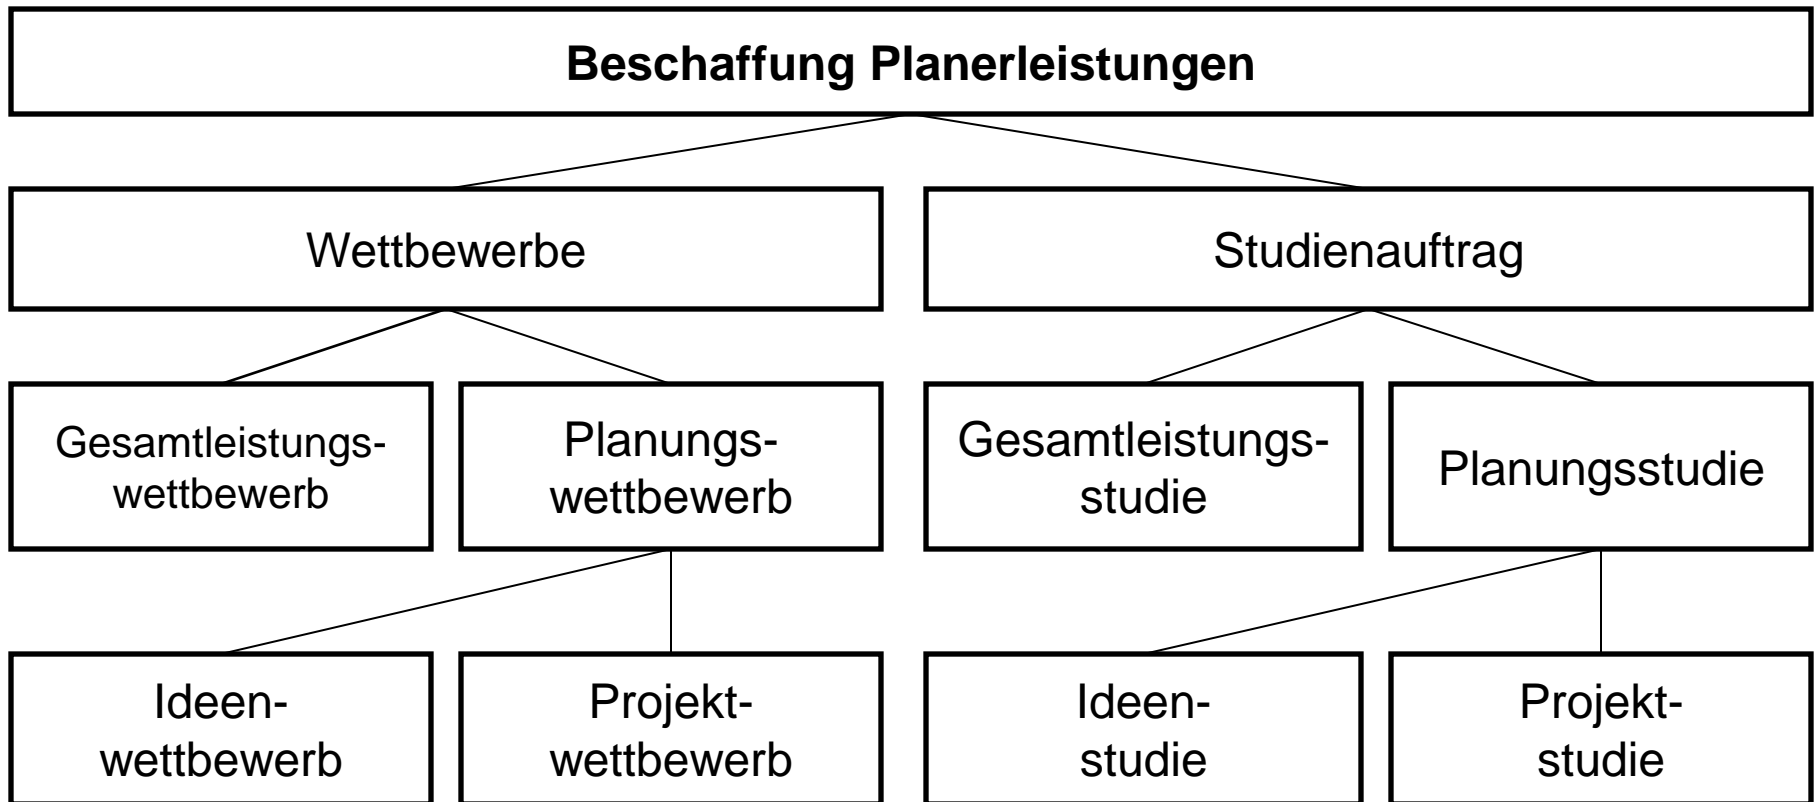 Beschaffung Planerleistungen
Wettbewerbe
Studienauftrag
Gesamtleistungs-
wettbewerb
Planungs-
wettbewerb
Gesamtleistungs-
studie
Planungsstudie
Ideen-
wettbewerb
Projekt-
wettbewerb
Ideen-
studie
Projekt-
studie